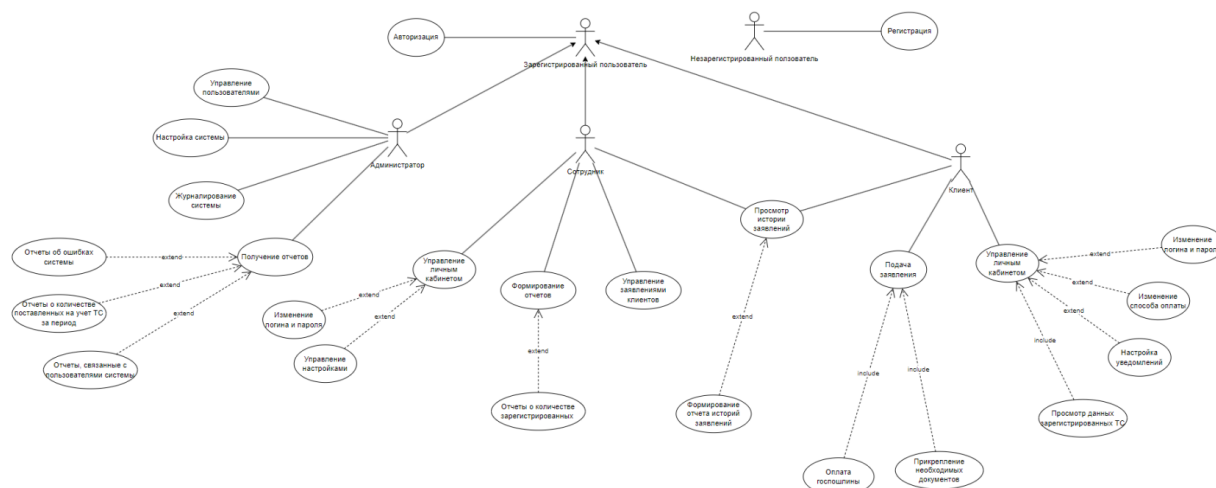 Авторизация
Регистрация
Зарегистрированный пользователь
Незарегистрированный пользователь
Управление
пользователями
Настройка системы
Администратор
Сотрудник
Клиент
Журналирование
системы
Просмотр
истории
заявлений
Отчеты об ошибках
системы
extend
Получение отчетов
Управление
личным
кабинетом
Формирование
отчетов
Управление
заявлениями
клиентов
Подача
заявления
Управление
личным
кабинетом
extend
Изменение
логина и пароля
extend
Отчеты о количестве
поставленных на учет ТС
за период
extend
extend
Изменение
логина и пароля
extend
Управление
настройками
extend
Изменение
способа оплаты
extend
Настройка
уведомлений
Отчеты, связанные с
пользователями системы
extend
extend
include
include
include
Отчеты о количестве
зарегистрированных
Формирование
отчета историй
заявлений
Просмотр данных
зарегистрированных ТС
Оплата
госпошлины
Прикрепление
необходимых
документов